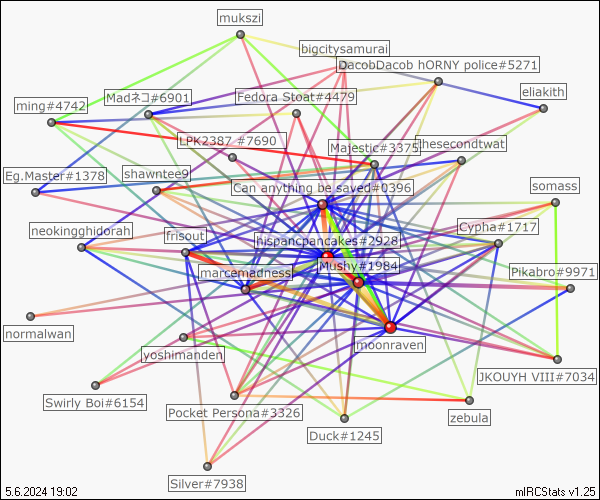 mukszi
bigcitysamurai
DacobDacob hORNY police#5271
eliakith
Madネコ#6901
Fedora Stoat#4479
ming#4742
LPK2387 #7690
Majestic#3375
thesecondtwat
Eg.Master#1378
shawntee9
Can anything be saved#0396
somass
neokingghidorah
frisout
hispancpancakes#2928
Cypha#1717
marcemadness
Mushy#1984
Pikabro#9971
normalwan
yoshimanden
moonraven
JKOUYH VIII#7034
Swirly Boi#6154
Pocket Persona#3326
zebula
Duck#1245
Silver#7938
5.6.2024 19:02
mIRCStats v1.25